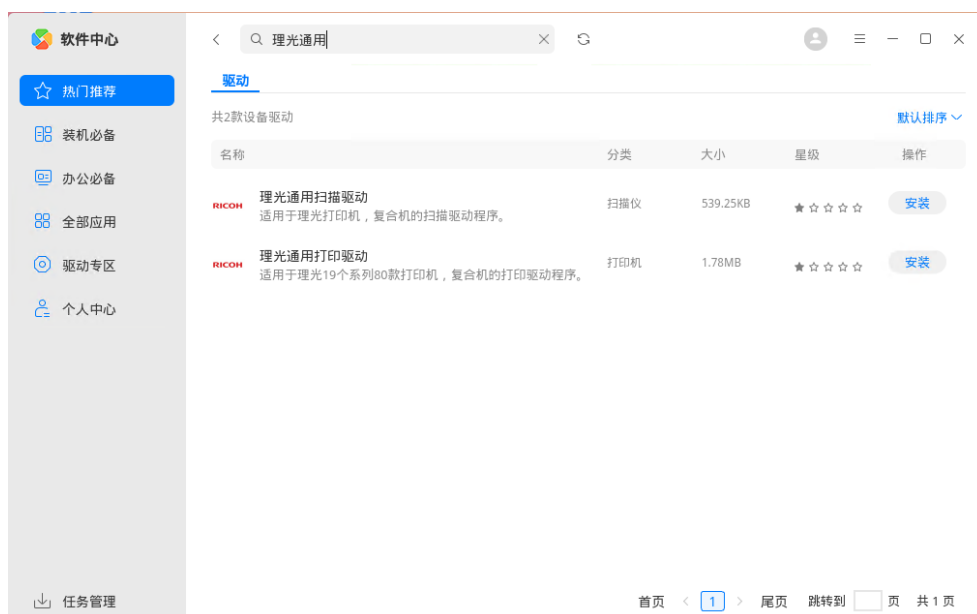 软件中心
理光通用
热门推荐
装机必备
办公必备
全部应用
驱动专区
个人中心
任务管理
驱动
共2款设备驱动
默认排序
名称 分类 大小 星级 操作
RICOH 理光通用扫描驱动 扫描仪 539.25KB 安装
适用于理光打印机，复合机的扫描驱动程序。
RICOH 理光通用打印驱动 打印机 1.78MB 安装
适用于理光19个系列80款打印机，复合机的打印驱动程序。
首页 < 1 > 尾页 跳转到 页 共 1 页